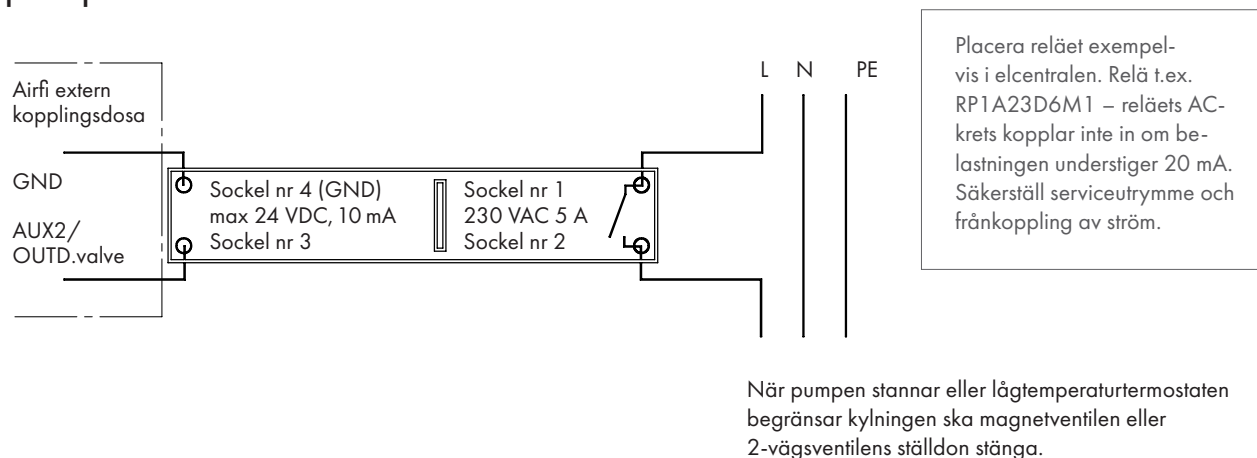 Airfi extern
kopplingsdosa
GND
AUX2/
OUTD.valve
Sockel nr 4 (GND)
max 24 VDC, 10 mA
Sockel nr 3
Sockel nr 1
230 VAC 5 A
Sockel nr 2
L N PE
Placera reläet exempel-
vis i elcentralen. Relä t.ex.
RP1A23D6M1 – reläets AC-
krets kopplar inte in om be-
lastningen understiger 20 mA.
Säkerställ serviceutrymme och
frånkoppling av ström.
När pumpen stannar eller lågtemperaturtermostaten
begränsar kylningen ska magnetventilen eller
2-vägsventilens ställdon stänga.